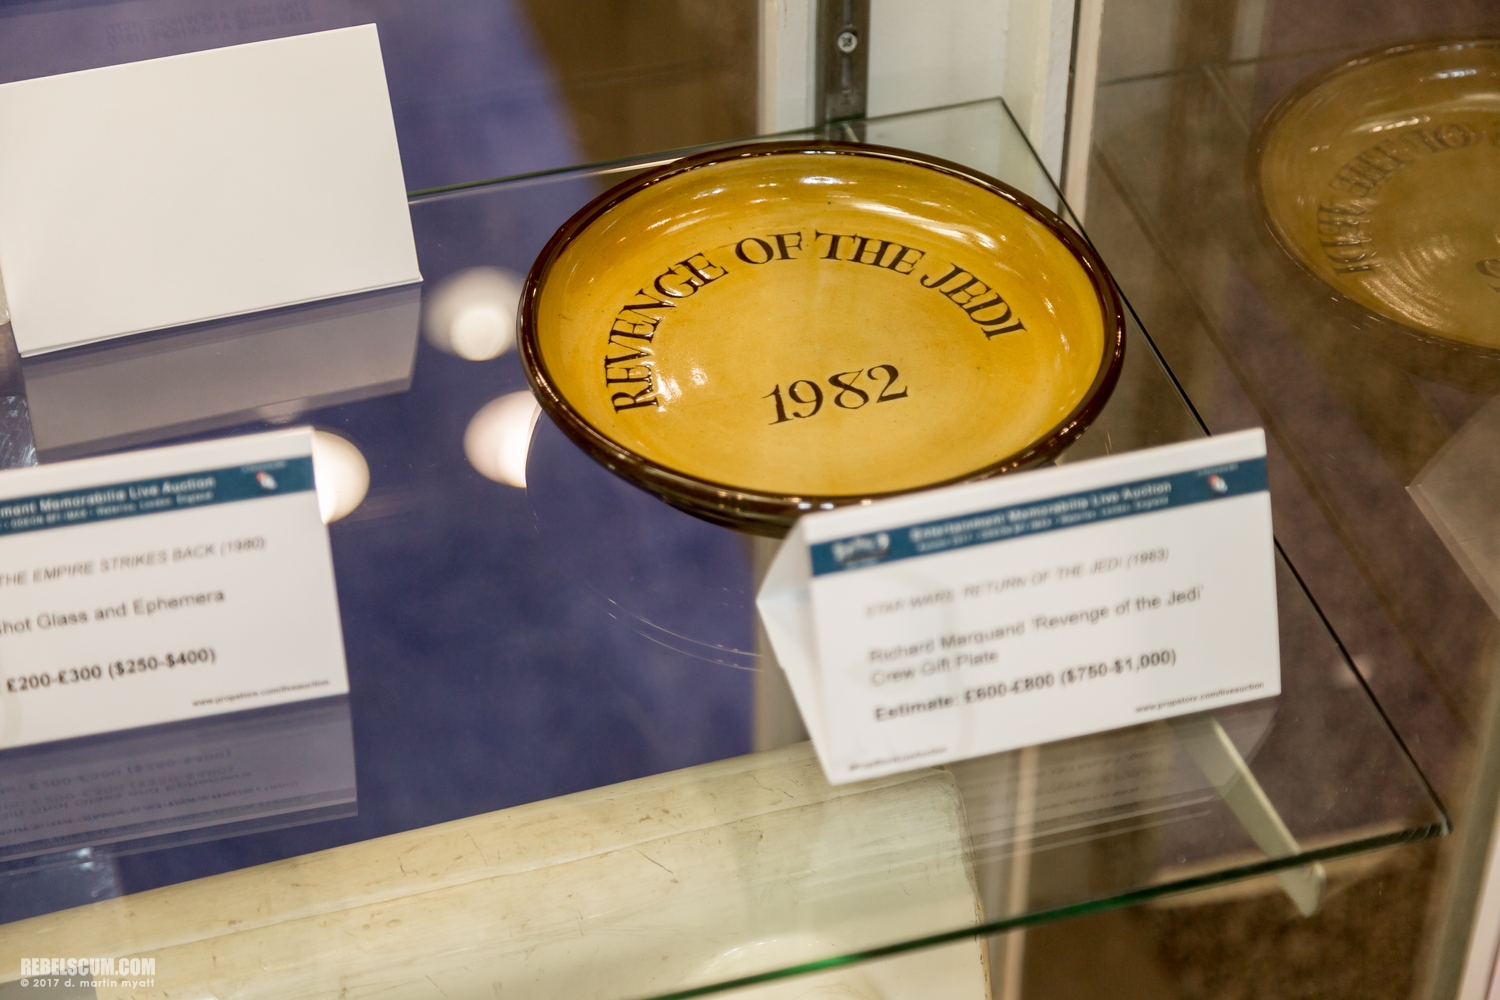 REVENGE OF THE JEDI
1982
ment Memorabilia Live Auction
THE EMPIRE STRIKES BACK (1980)
Shot Glass and Ephemera
£200-£300 ($250-$400)
www.propstore.com/liveauction
Entertainment Memorabilia Live Auction
STAR WARS: RETURN OF THE JEDI (1983)
Richard Marquand 'Revenge of the Jedi'
Crew Gift Plate
Estimate: £600-£800 ($750-$1,000)
www.propstore.com/liveauction
REBELSCUM.COM
© 2017 d. martin myatt